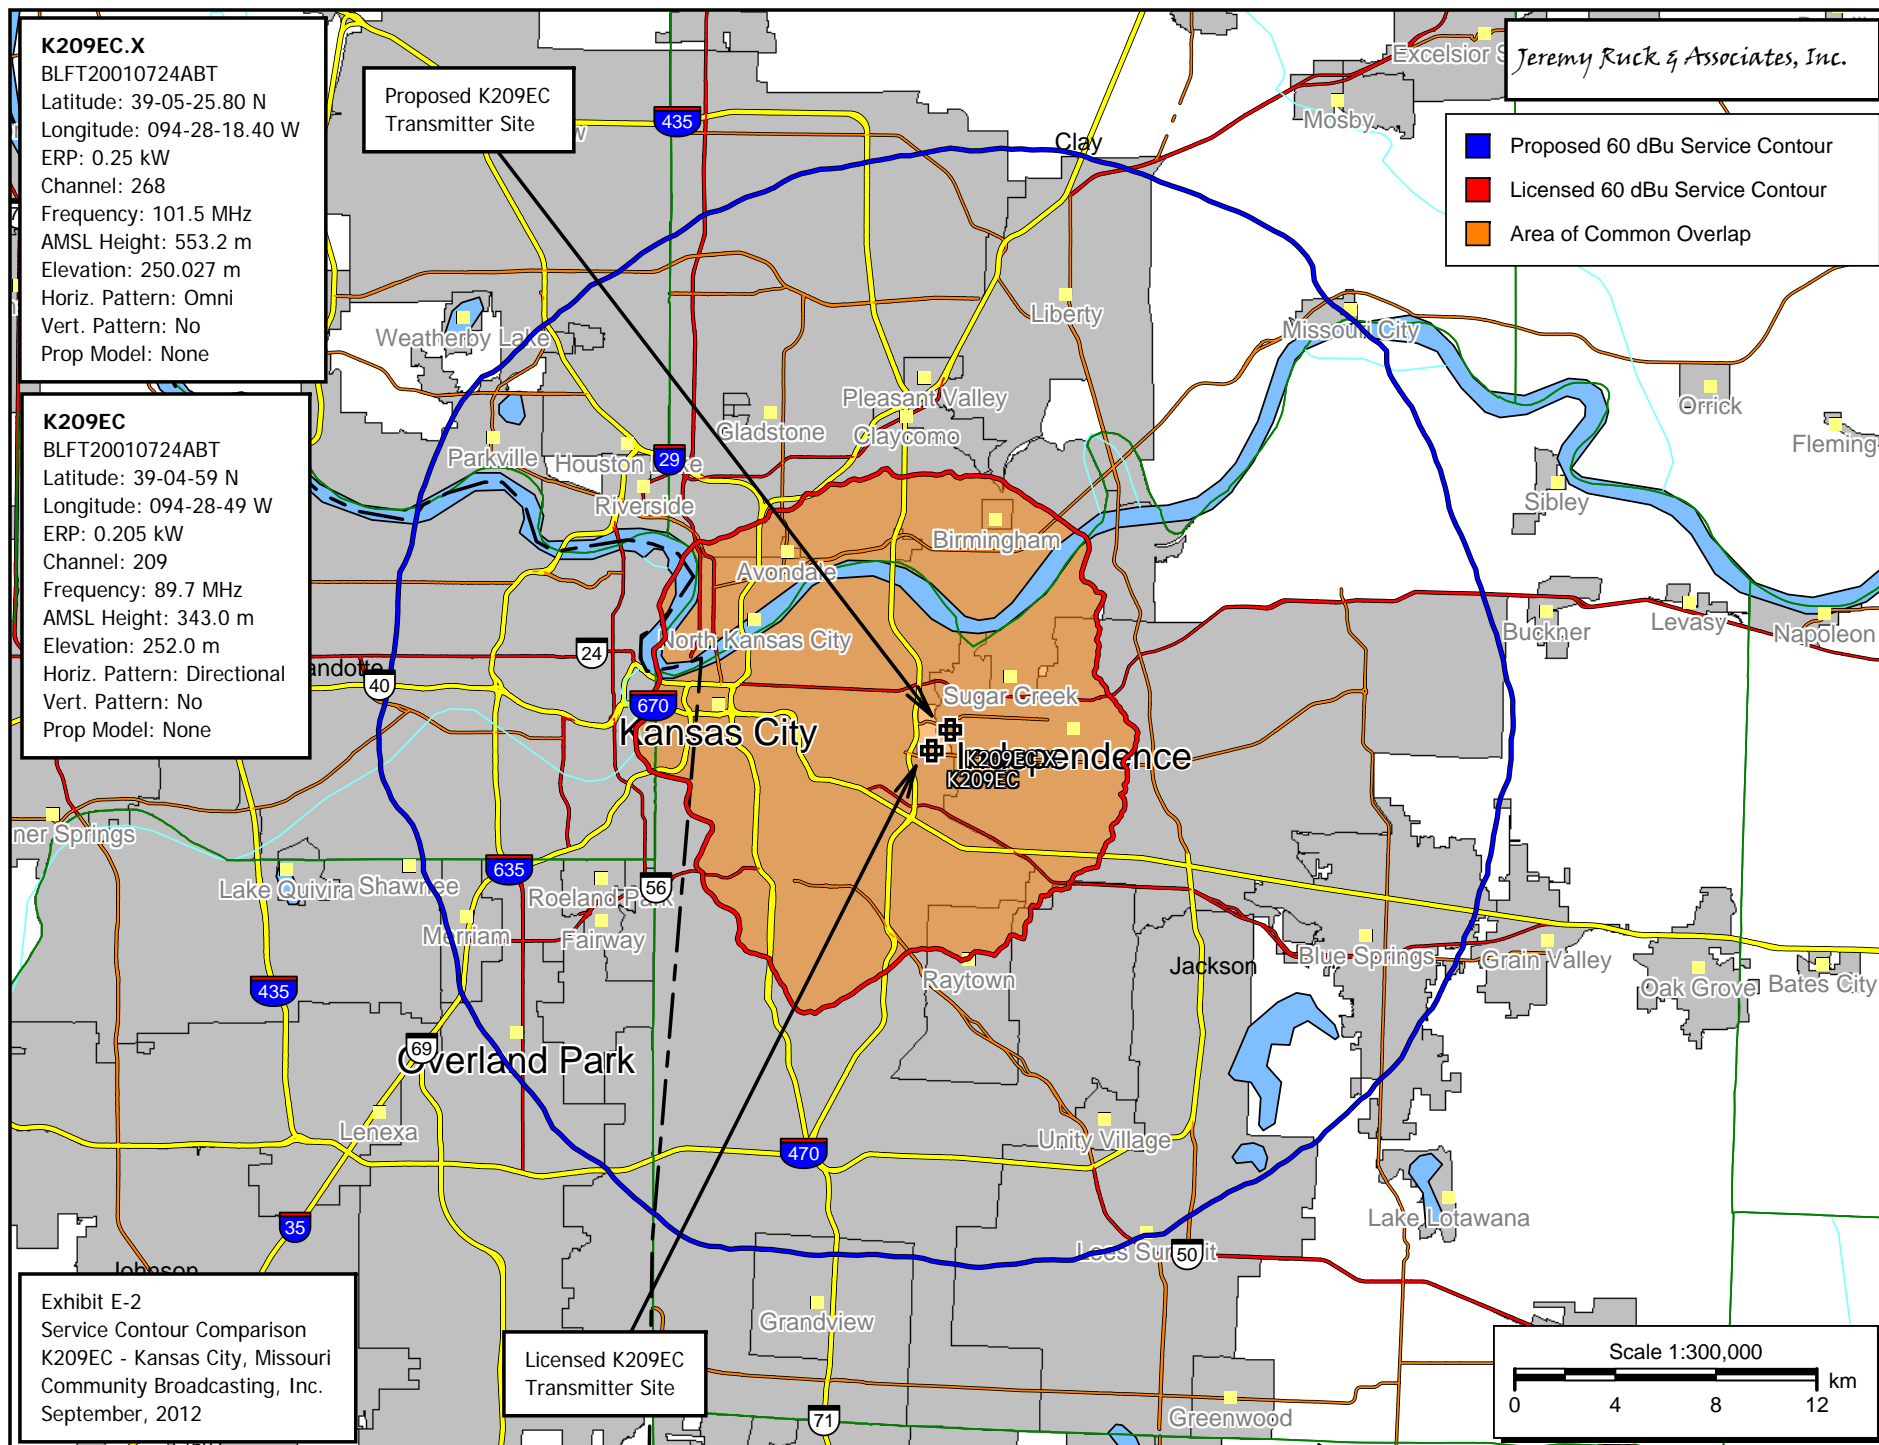 K209EC.X
BLFT20010724ABT
Latitude: 39-05-25.80 N
Longitude: 094-28-18.40 W
ERP: 0.25 kW
Channel: 268
Frequency: 101.5 MHz
AMSL Height: 553.2 m
Elevation: 250.027 m
Horiz. Pattern: Omni
Vert. Pattern: No
Prop Model: None
K209EC
BLFT20010724ABT
Latitude: 39-04-59 N
Longitude: 094-28-49 W
ERP: 0.205 kW
Channel: 209
Frequency: 89.7 MHz
AMSL Height: 343.0 m
Elevation: 252.0 m
Horiz. Pattern: Directional
Vert. Pattern: No
Prop Model: None
Proposed K209EC
Transmitter Site
Jeremy Ruck & Associates, Inc.
Proposed 60 dBu Service Contour
Licensed 60 dBu Service Contour
Area of Common Overlap
Excelsior S
Mosby
Clay
435
Liberty
Missouri City
Weatherby Lake
Pleasant Valley
Claycomo
Gladstone
Orrick
Fleming
Parkville
Houston Lake
29
Riverside
Sibley
Birmingham
Avondale
North Kansas City
Buckner
Levasy
Napoleon
24
andotte
40
Sugar Creek
670
Kansas City
Independence
K209EC.X
K209EC
ner Springs
635
Lake Quivira
Shawnee
Roeland Park
56
Merriam
Fairway
Raytown
Jackson
Blue Springs
Grain Valley
Oak Grove
Bates City
435
69
Overland Park
Lenexa
Unity Village
470
35
Lake Lotawana
Lees Summit
50
Johnson
Grandview
Greenwood
71
Exhibit E-2
Service Contour Comparison
K209EC - Kansas City, Missouri
Community Broadcasting, Inc.
September, 2012
Licensed K209EC
Transmitter Site
Scale 1:300,000
km
0 4 8 12